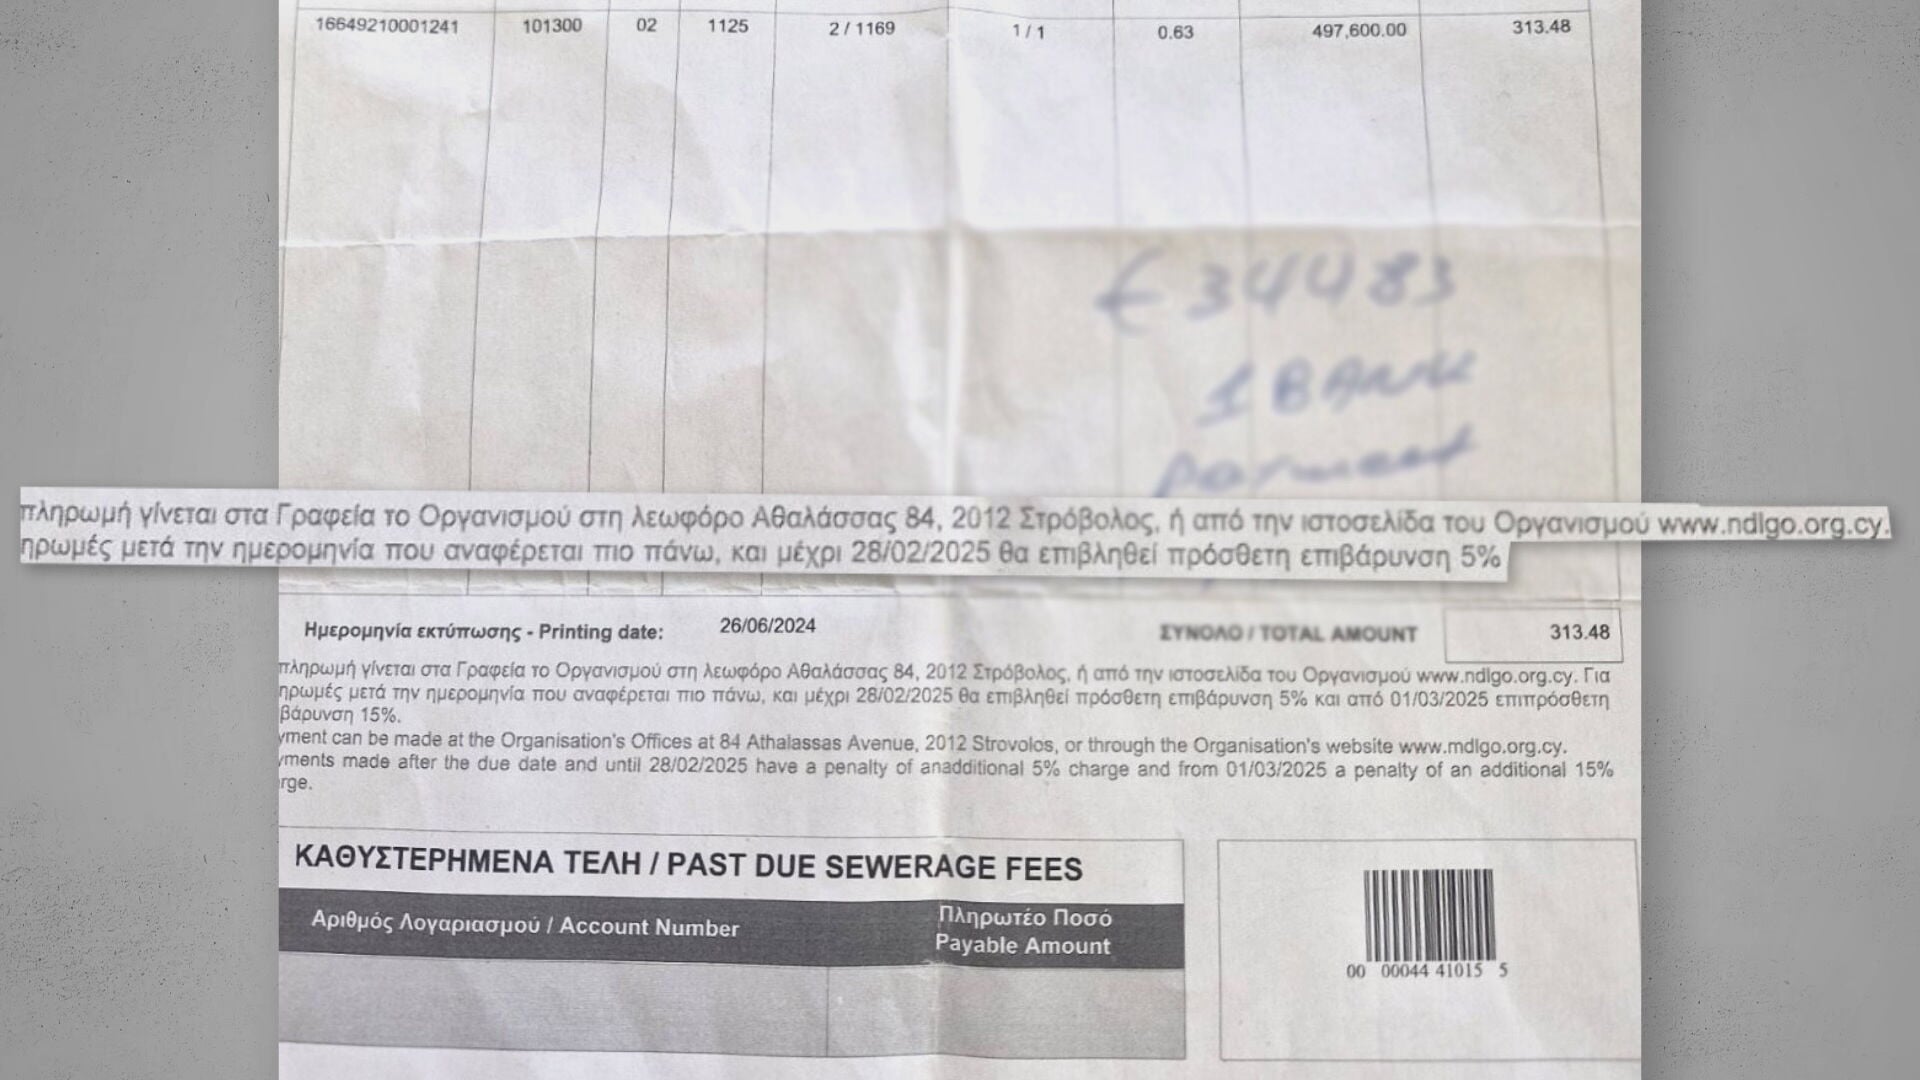 16649210001241 101300 02 1125 2 / 1169 1 / 1 0.63 497,600.00 313.48
€ 344 83
1 BANK
payment
πληρωμή γίνεται στα Γραφεία το Οργανισμού στη λεωφόρο Αθαλάσσας 84, 2012 Στρόβολος, ή από την ιστοσελίδα του Οργανισμού www.ndlgo.org.cy.
ηρωμές μετά την ημερομηνία που αναφέρεται πιο πάνω, και μέχρι 28/02/2025 θα επιβληθεί πρόσθετη επιβάρυνση 5%
Ημερομηνία εκτύπωσης - Printing date: 26/06/2024 ΣΥΝΟΛΟ / TOTAL AMOUNT 313.48
πληρωμή γίνεται στα Γραφεία το Οργανισμού στη λεωφόρο Αθαλάσσας 84, 2012 Στρόβολος, ή από την ιστοσελίδα του Οργανισμού www.ndlgo.org.cy. Για
ηρωμές μετά την ημερομηνία που αναφέρεται πιο πάνω, και μέχρι 28/02/2025 θα επιβληθεί πρόσθετη επιβάρυνση 5% και από 01/03/2025 επιπρόσθετη
βάρυνση 15%.
yment can be made at the Organisation's Offices at 84 Athalassas Avenue, 2012 Strovolos, or through the Organisation's website www.mdlgo.org.cy.
yments made after the due date and until 28/02/2025 have a penalty of anadditional 5% charge and from 01/03/2025 a penalty of an additional 15%
rge.
ΚΑΘΥΣΤΕΡΗΜΕΝΑ ΤΕΛΗ / PAST DUE SEWERAGE FEES
Αριθμός Λογαριασμού / Account Number
Πληρωτέο Ποσό
Payable Amount
00 00044 41015 5